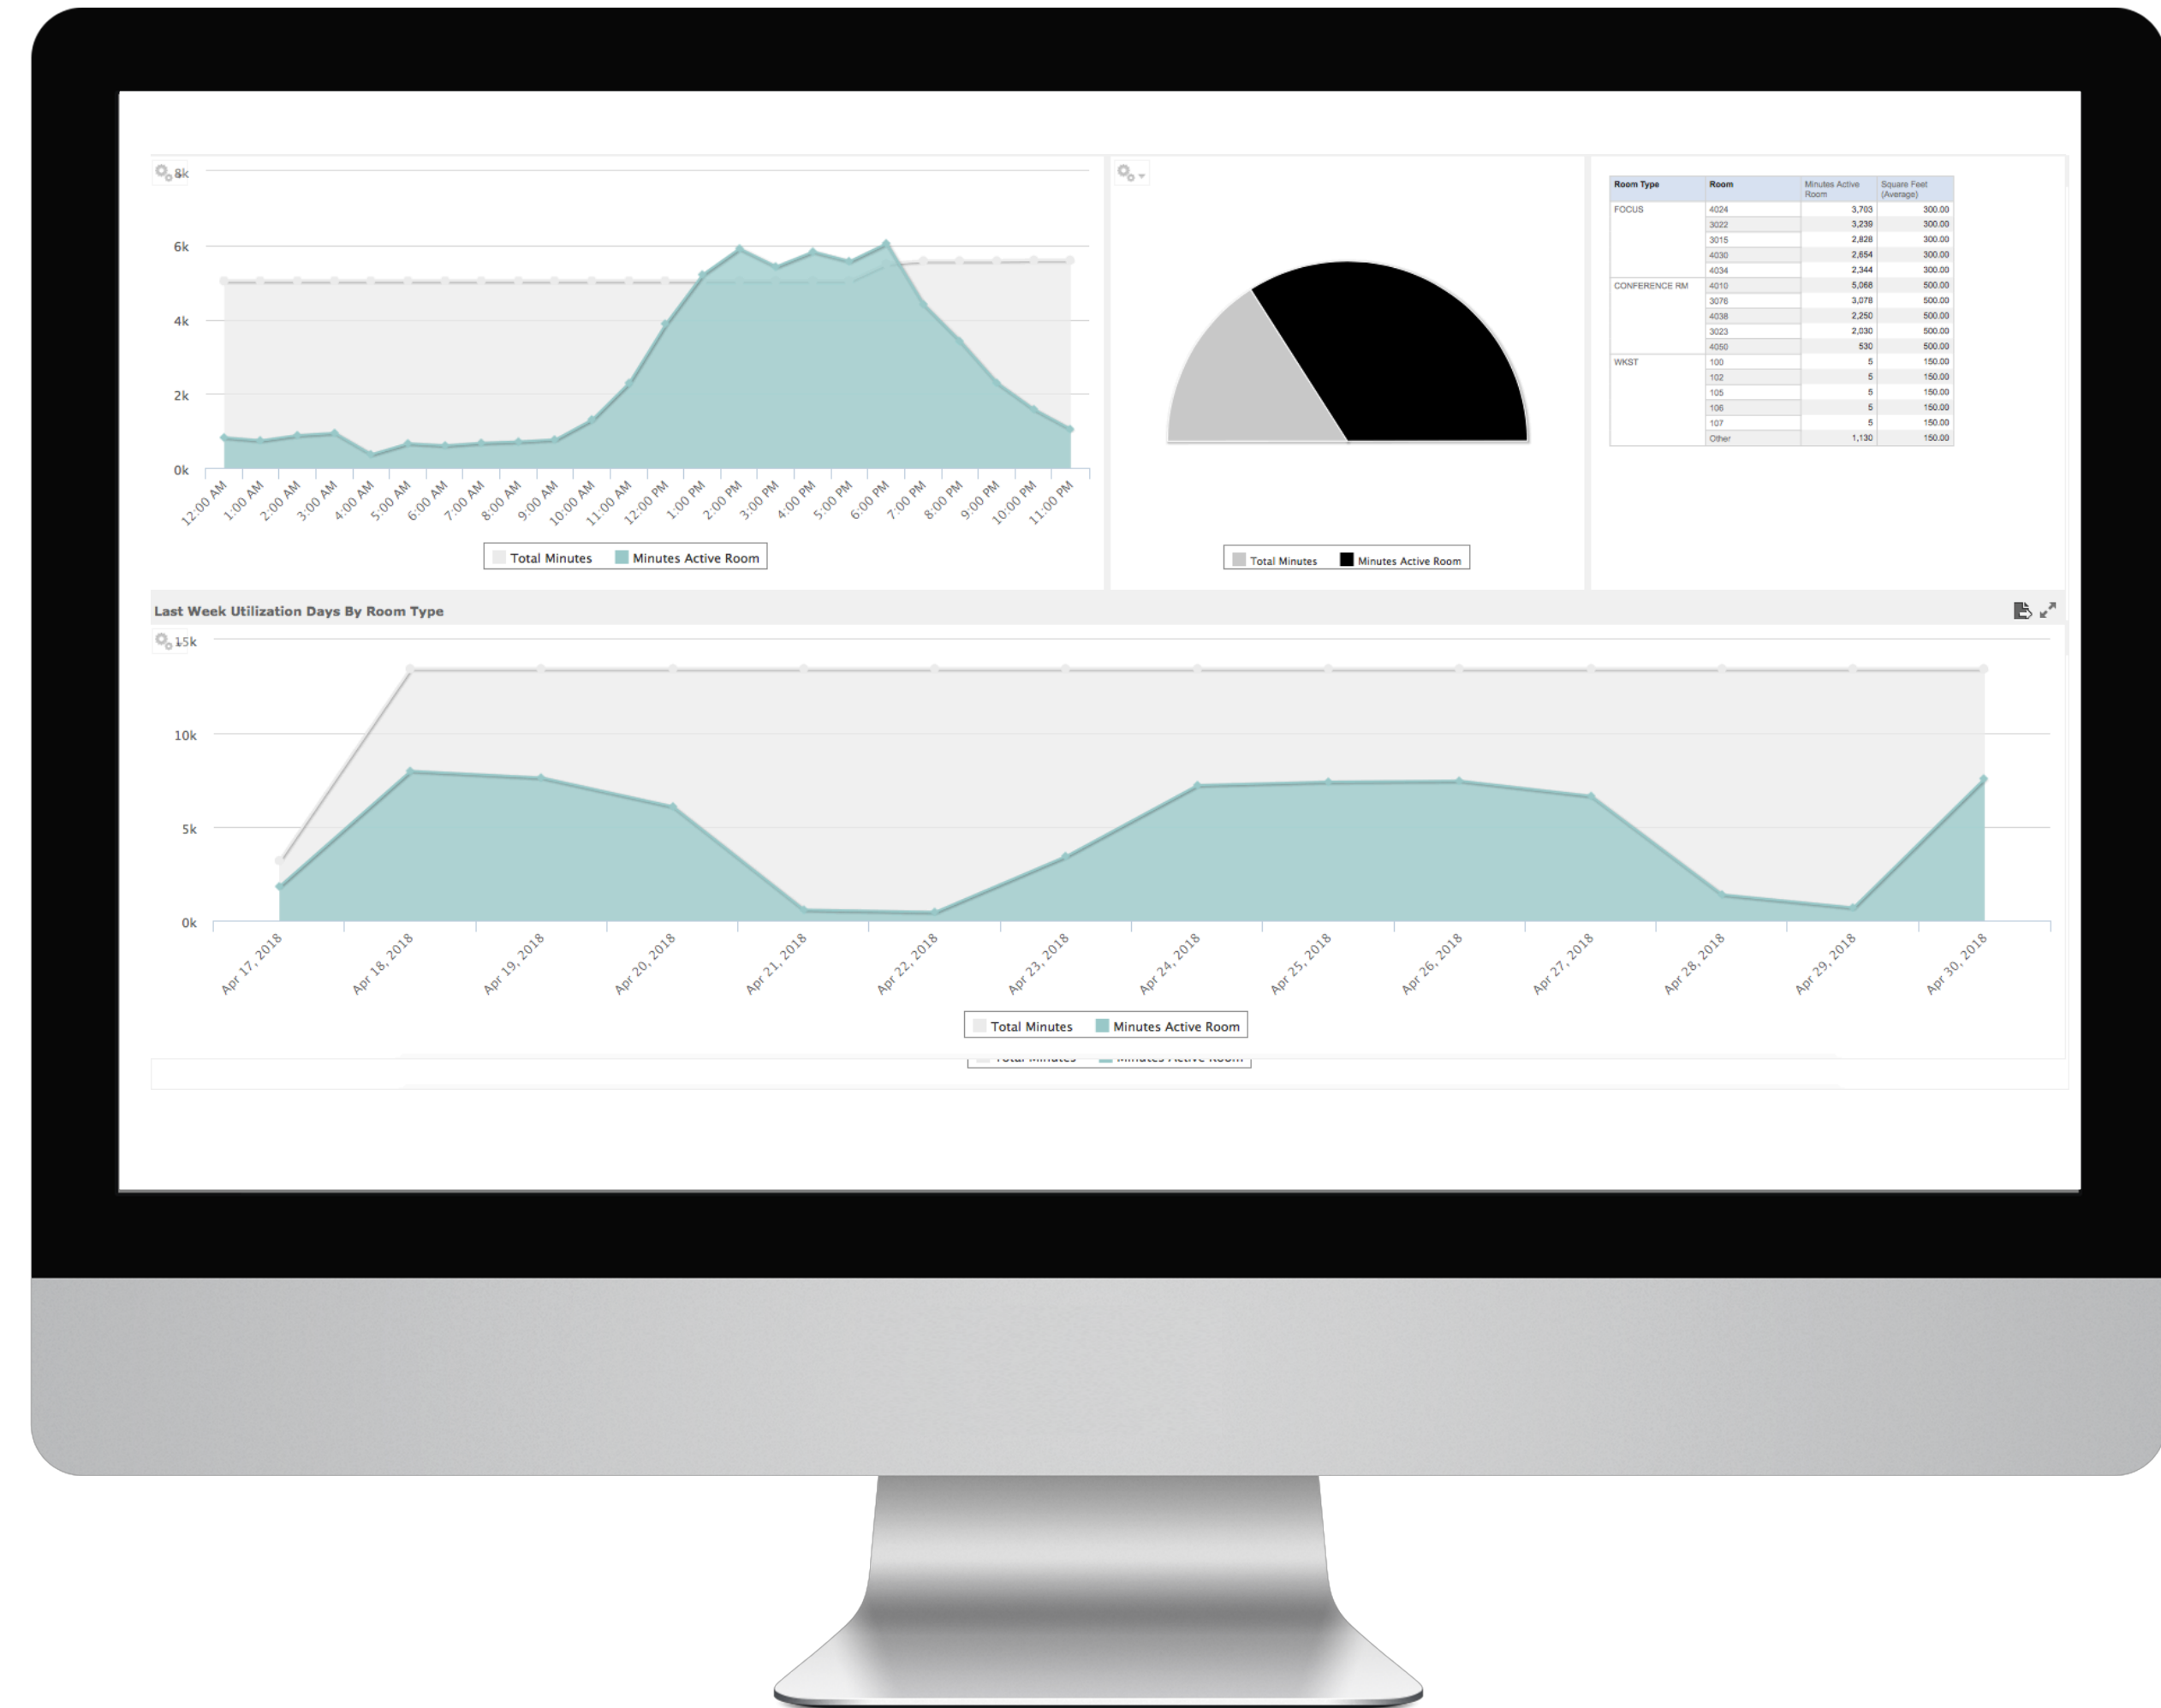 8k
6k
4k
2k
0k
12:00 AM 1:00 AM 2:00 AM 3:00 AM 4:00 AM 5:00 AM 6:00 AM 7:00 AM 8:00 AM 9:00 AM 10:00 AM 11:00 AM 12:00 PM 1:00 PM 2:00 PM 3:00 PM 4:00 PM 5:00 PM 6:00 PM 7:00 PM 8:00 PM 9:00 PM 10:00 PM 11:00 PM
Total Minutes Minutes Active Room
Total Minutes Minutes Active Room
Room Type Room Minutes Active Room Square Feet (Average)
FOCUS 4024 3,703 300.00
3022 3,239 300.00
3015 2,828 300.00
4030 2,654 300.00
4034 2,344 300.00
CONFERENCE RM 4010 5,068 500.00
3076 3,078 500.00
4038 2,250 500.00
3023 2,030 500.00
4050 530 500.00
WKST 100 5 150.00
102 5 150.00
105 5 150.00
106 5 150.00
107 5 150.00
Other 1,130 150.00
Last Week Utilization Days By Room Type
15k
10k
5k
0k
Apr 17, 2018 Apr 18, 2018 Apr 19, 2018 Apr 20, 2018 Apr 21, 2018 Apr 22, 2018 Apr 23, 2018 Apr 24, 2018 Apr 25, 2018 Apr 26, 2018 Apr 27, 2018 Apr 28, 2018 Apr 29, 2018 Apr 30, 2018
Total Minutes Minutes Active Room
Total Minutes Minutes Active Room